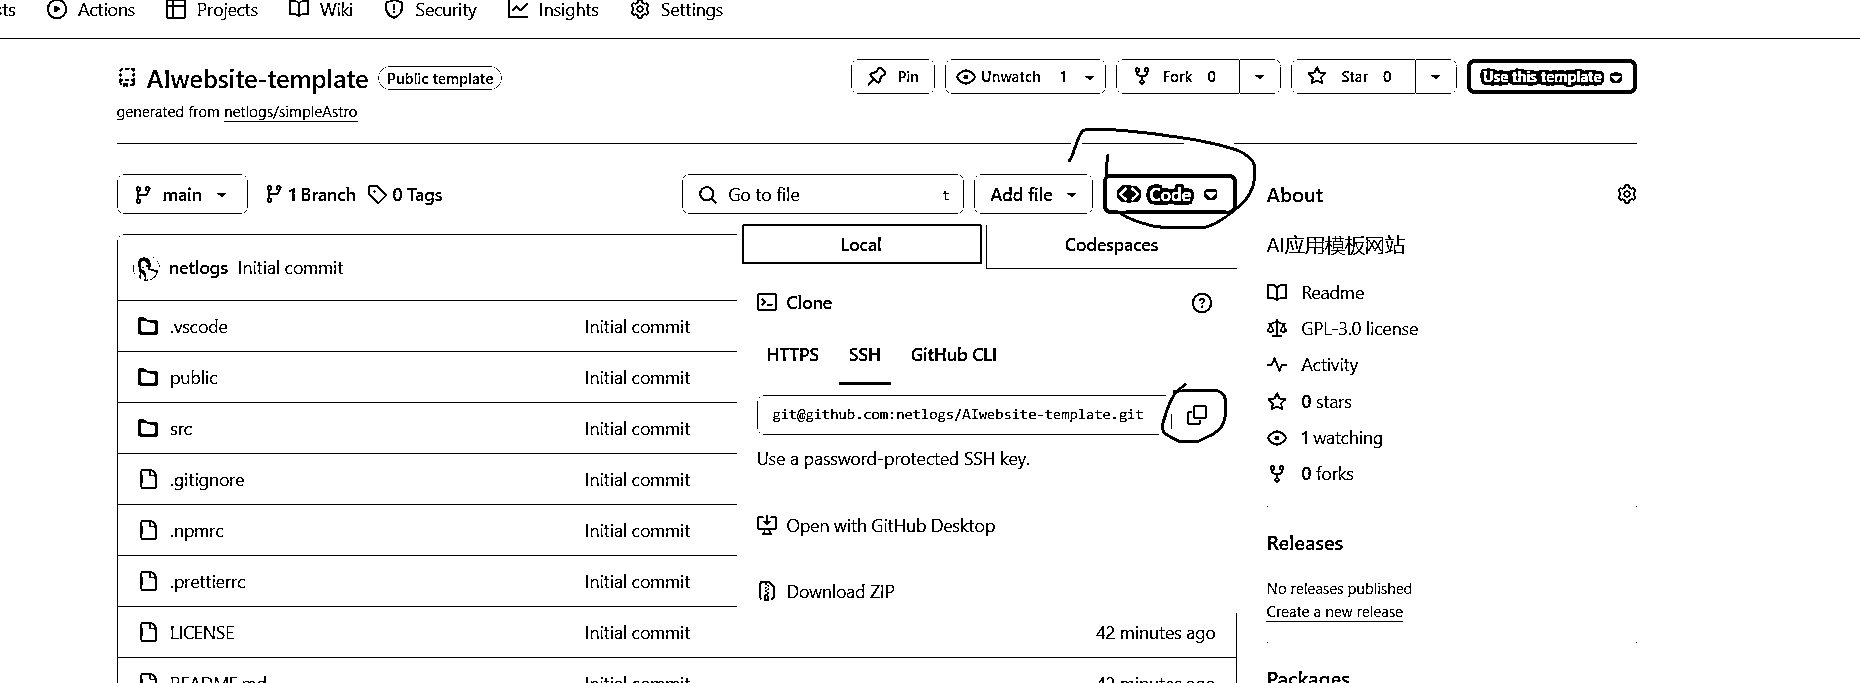 Actions Projects Wiki Security Insights Settings
AIwebsite-template Public template Pin Unwatch 1 Fork 0 Star 0 Use this template
generated from netlogs/simpleAstro
main 1 Branch 0 Tags Go to file t Add file Code About
Local Codespaces
AI应用模板网站
netlogs Initial commit
Clone
Readme
.vscode Initial commit
GPL-3.0 license
HTTPS SSH GitHub CLI
Activity
public Initial commit
0 stars
git@github.com:netlogs/AIwebsite-template.git
src Initial commit
1 watching
Use a password-protected SSH key.
0 forks
.gitignore Initial commit
Open with GitHub Desktop
.npmrc Initial commit
Releases
.prettierrc Initial commit
Download ZIP
No releases published
Create a new release
LICENSE Initial commit 42 minutes ago
README.md Initial commit 42 minutes ago
Packages